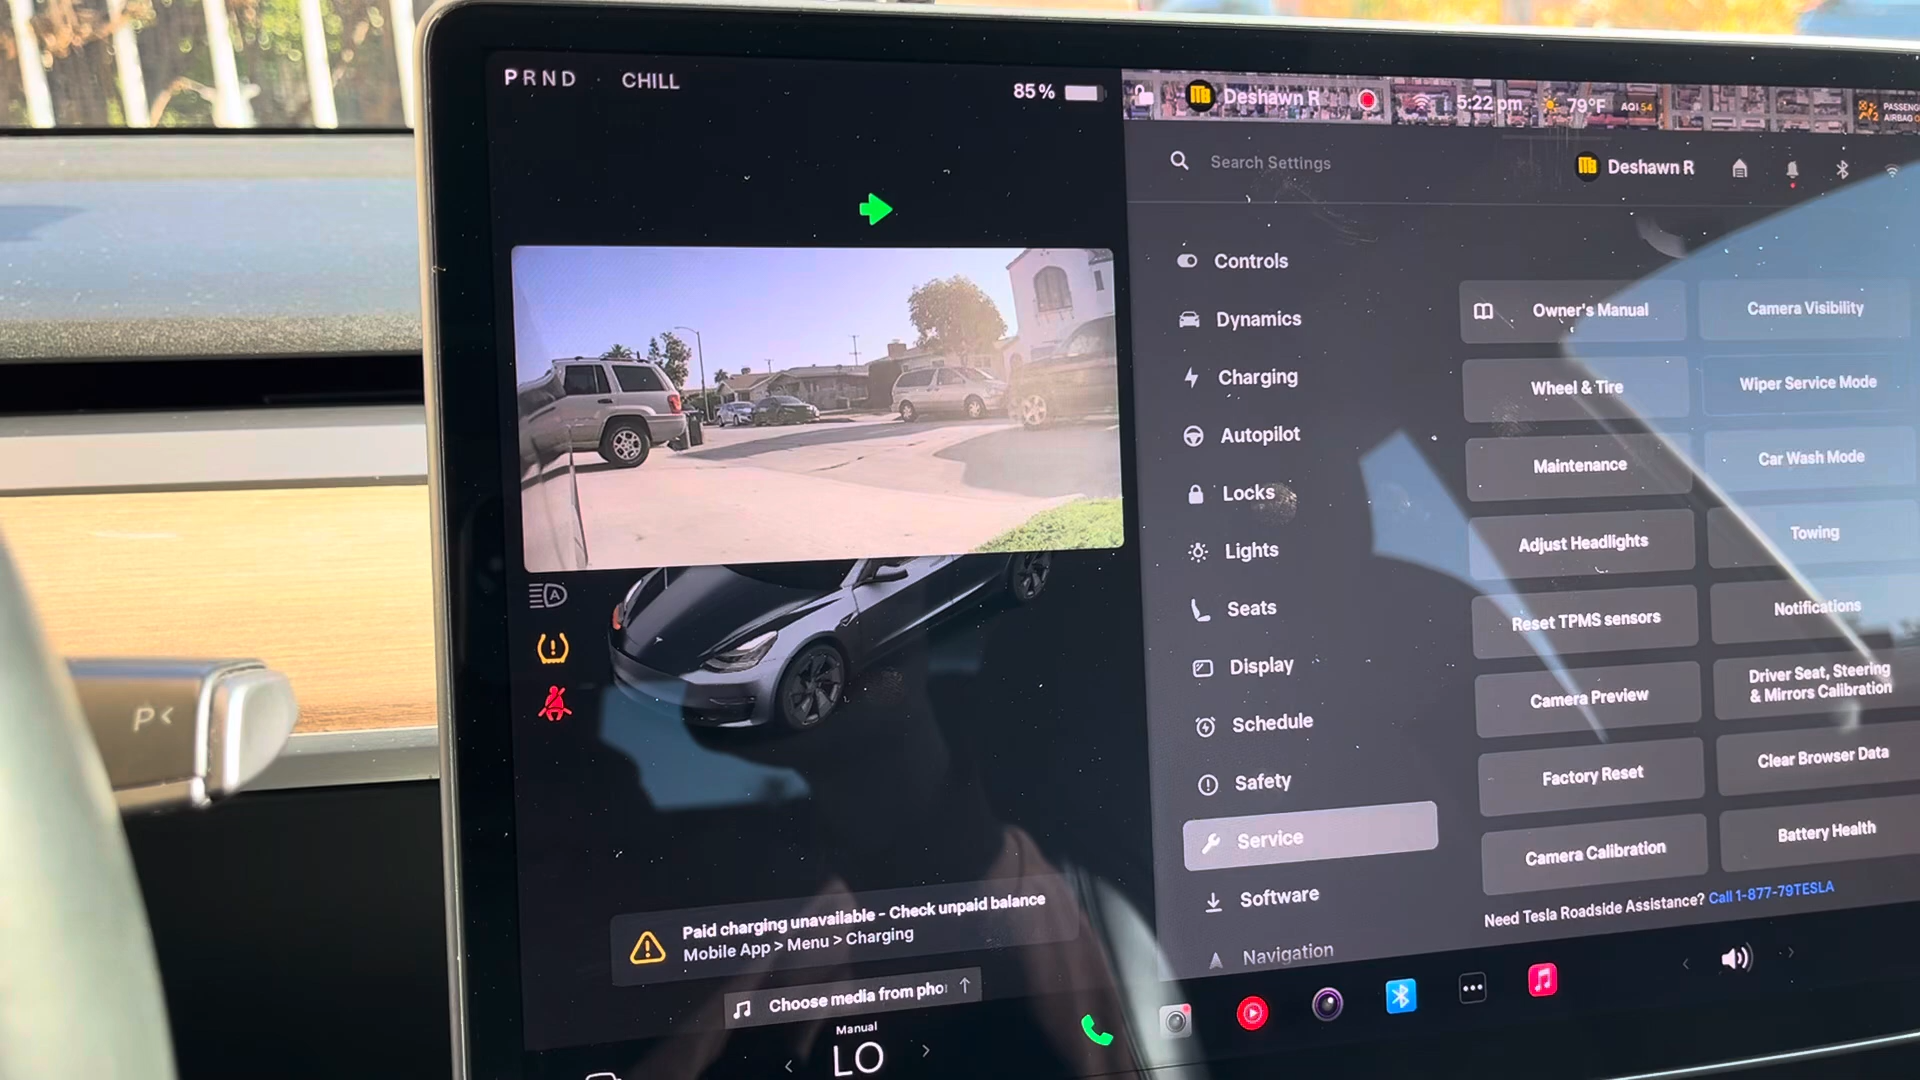 PRND
CHILL
85%
Deshawn R
5:22 pm
79°F
AQI 54
Search Settings
Deshawn R
Controls
Dynamics
Charging
Autopilot
Locks
Lights
Seats
Display
Schedule
Safety
Service
Software
Navigation
Owner's Manual
Camera Visibility
Wheel & Tire
Wiper Service Mode
Maintenance
Car Wash Mode
Adjust Headlights
Towing
Reset TPMS sensors
Notifications
Camera Preview
Driver Seat, Steering
& Mirrors Calibration
Factory Reset
Clear Browser Data
Camera Calibration
Battery Health
Need Tesla Roadside Assistance? Call 1-877-79TESLA
Paid charging unavailable - Check unpaid balance
Mobile App > Menu > Charging
Choose media from
Manual
LO
P<